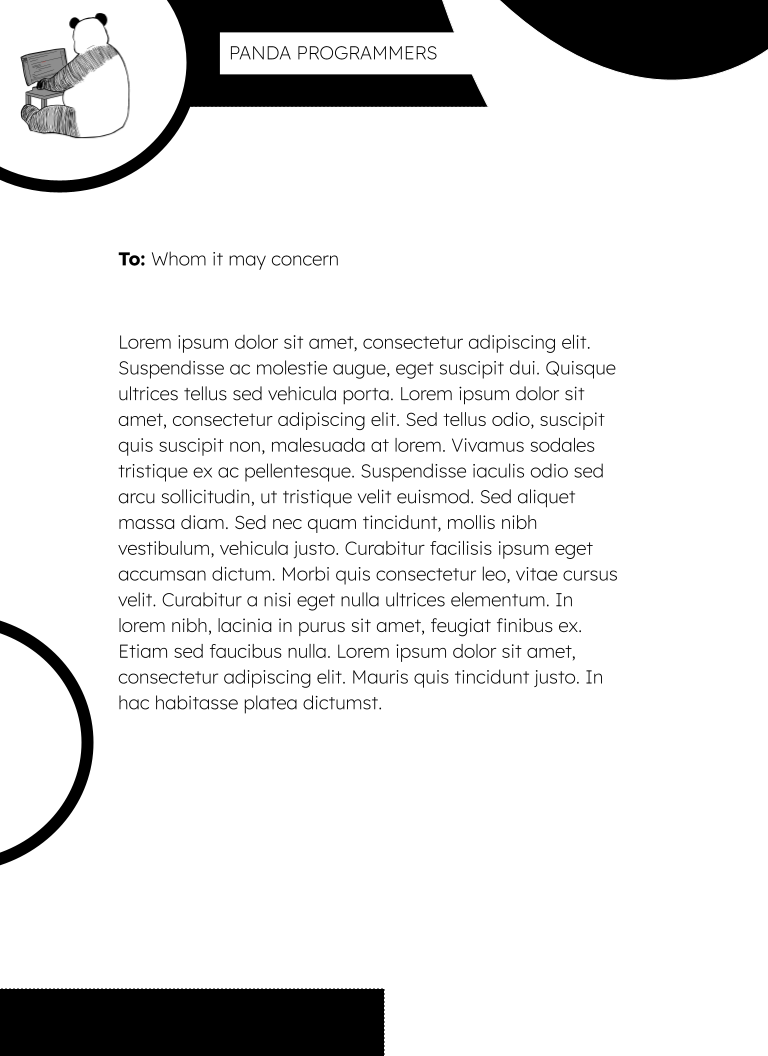 PANDA PROGRAMMERS
To: Whom it may concern
Lorem ipsum dolor sit amet, consectetur adipiscing elit.
Suspendisse ac molestie augue, eget suscipit dui. Quisque
ultrices tellus sed vehicula porta. Lorem ipsum dolor sit
amet, consectetur adipiscing elit. Sed tellus odio, suscipit
quis suscipit non, malesuada at lorem. Vivamus sodales
tristique ex ac pellentesque. Suspendisse iaculis odio sed
arcu sollicitudin, ut tristique velit euismod. Sed aliquet
massa diam. Sed nec quam tincidunt, mollis nibh
vestibulum, vehicula justo. Curabitur facilisis ipsum eget
accumsan dictum. Morbi quis consectetur leo, vitae cursus
velit. Curabitur a nisi eget nulla ultrices elementum. In
lorem nibh, lacinia in purus sit amet, feugiat finibus ex.
Etiam sed faucibus nulla. Lorem ipsum dolor sit amet,
consectetur adipiscing elit. Mauris quis tincidunt justo. In
hac habitasse platea dictumst.